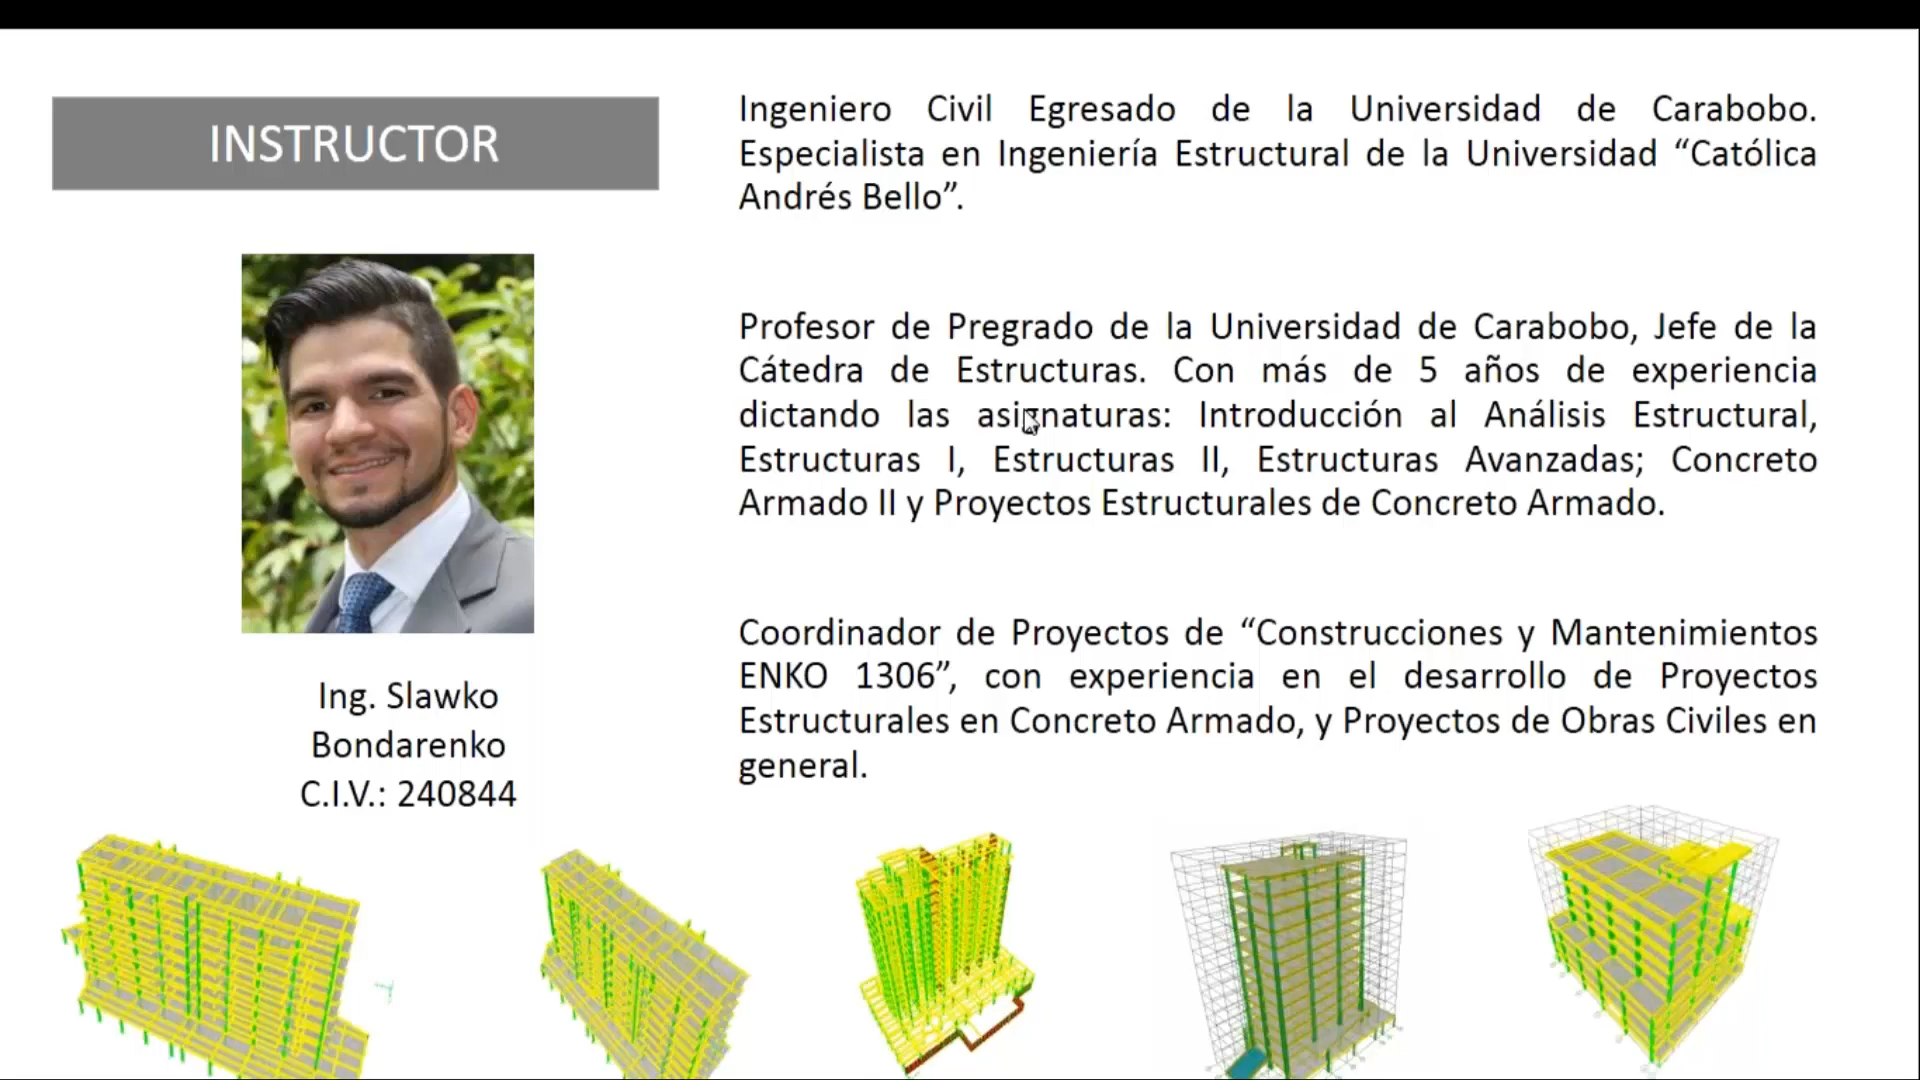 INSTRUCTOR
Ing. Slawko
Bondarenko
C.I.V.: 240844
Ingeniero Civil Egresado de la Universidad de Carabobo.
Especialista en Ingeniería Estructural de la Universidad “Católica
Andrés Bello”.
Profesor de Pregrado de la Universidad de Carabobo, Jefe de la
Cátedra de Estructuras. Con más de 5 años de experiencia
dictando las asignaturas: Introducción al Análisis Estructural,
Estructuras I, Estructuras II, Estructuras Avanzadas; Concreto
Armado II y Proyectos Estructurales de Concreto Armado.
Coordinador de Proyectos de “Construcciones y Mantenimientos
ENKO 1306”, con experiencia en el desarrollo de Proyectos
Estructurales en Concreto Armado, y Proyectos de Obras Civiles en
general.